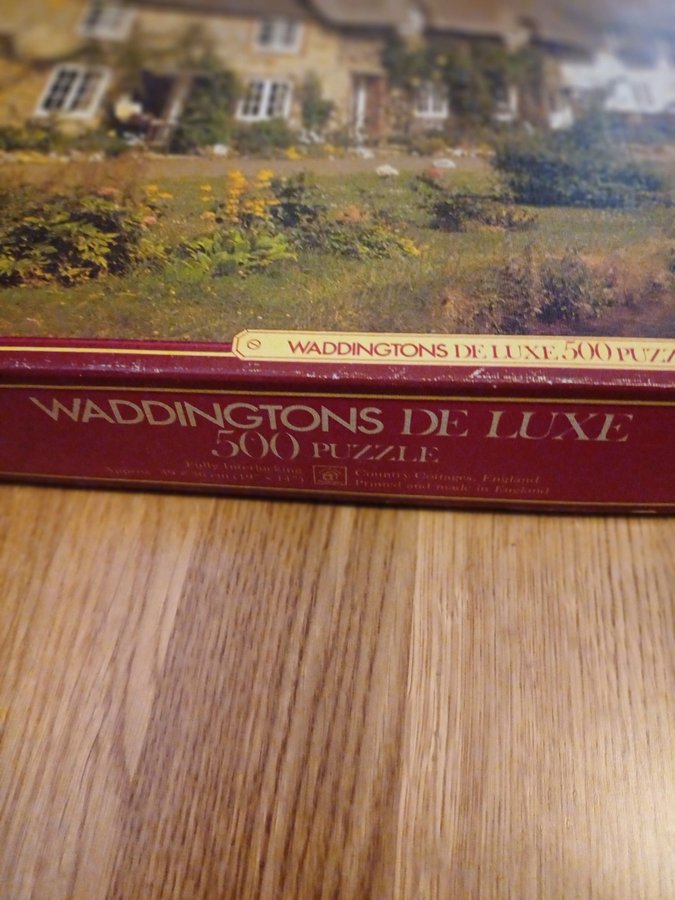 WADDINGTONS DE LUXE 500 PUZZ
WADDINGTONS DE LUXE
500 PUZZLE
Fully Interlocking
Approx.
Country Cottages, England
Printed and made in England